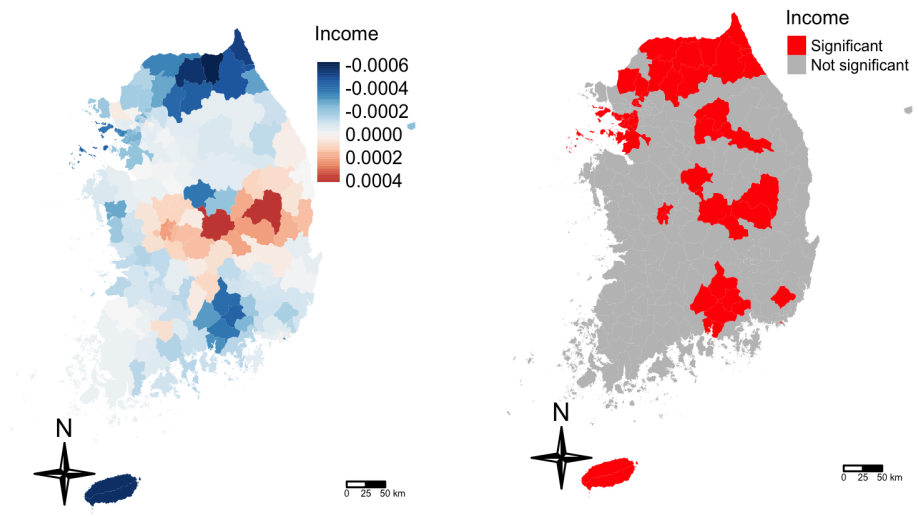 Income
-0.0006
-0.0004
-0.0002
0.0000
0.0002
0.0004
N
0 25 50 km
Income
Significant
Not significant
N
0 25 50 km